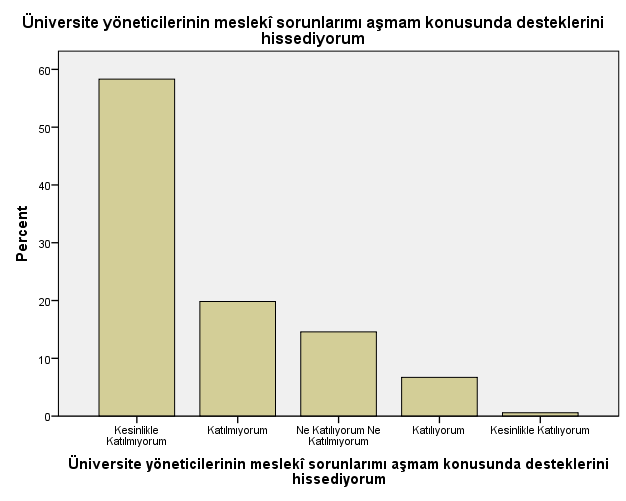 Üniversite yöneticilerinin meslekî sorunlarımı aşmam konusunda desteklerini
hissediyorum
60
50
40
30
20
10
0
Percent
Kesinlikle
Katılmıyorum
Katılmıyorum
Ne Katılıyorum Ne
Katılmıyorum
Katılıyorum
Kesinlikle Katılıyorum
Üniversite yöneticilerinin meslekî sorunlarımı aşmam konusunda desteklerini
hissediyorum